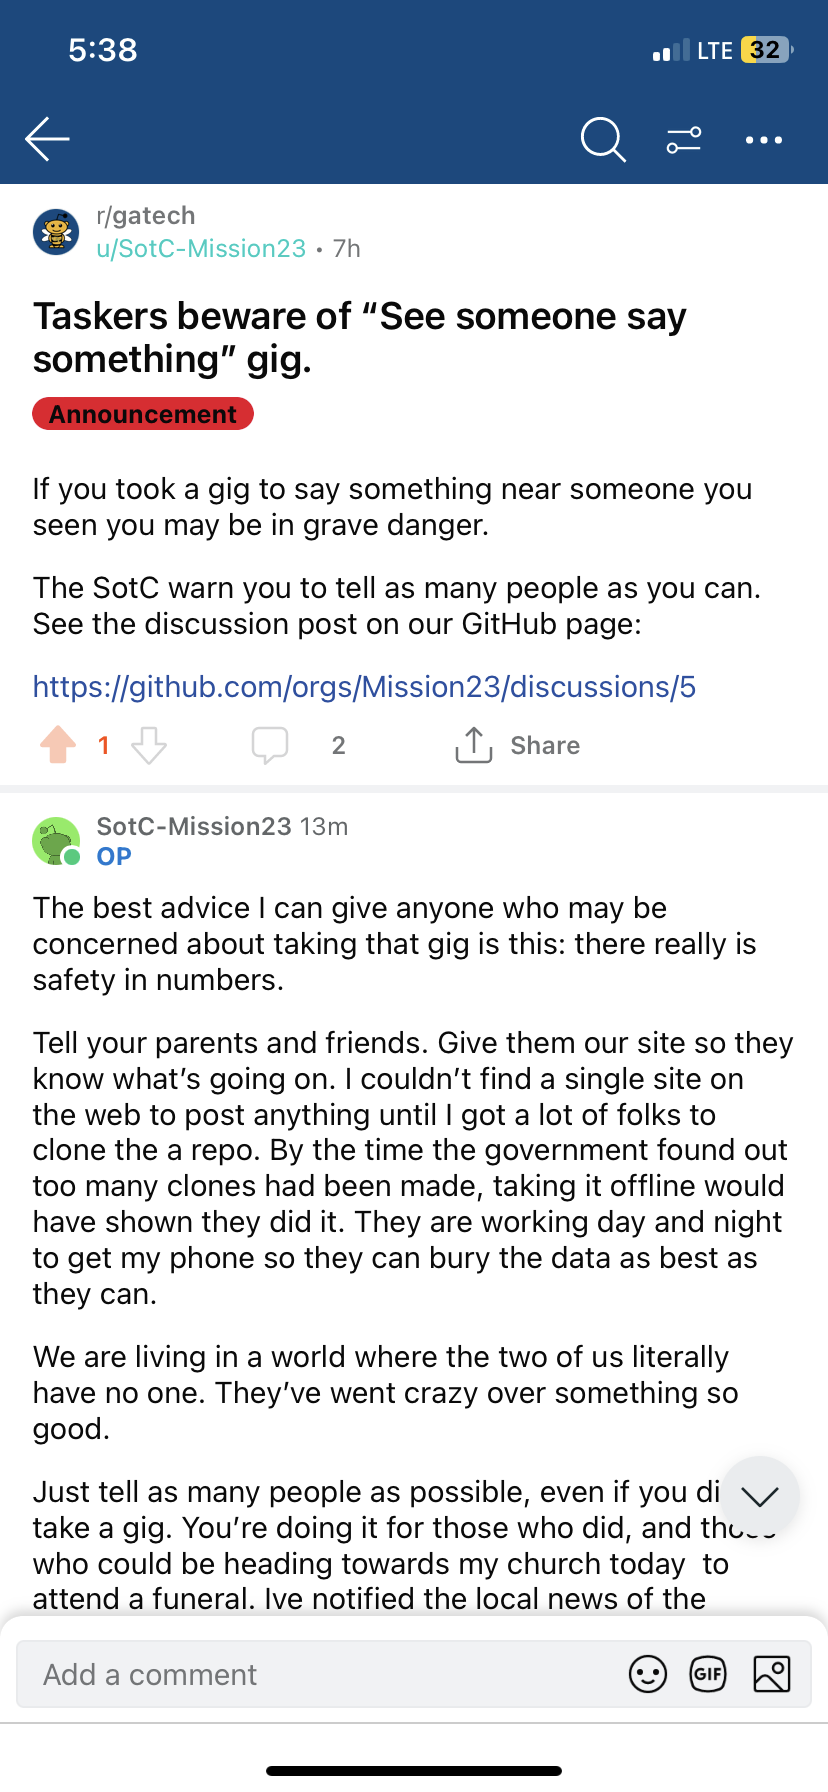 5:38
LTE 32
r/gatech
u/SotC-Mission23 • 7h
Taskers beware of “See someone say
something” gig.
Announcement
If you took a gig to say something near someone you
seen you may be in grave danger.
The SotC warn you to tell as many people as you can.
See the discussion post on our GitHub page:
https://github.com/orgs/Mission23/discussions/5
1 2 Share
SotC-Mission23 13m
OP
The best advice I can give anyone who may be
concerned about taking that gig is this: there really is
safety in numbers.
Tell your parents and friends. Give them our site so they
know what’s going on. I couldn’t find a single site on
the web to post anything until I got a lot of folks to
clone the a repo. By the time the government found out
too many clones had been made, taking it offline would
have shown they did it. They are working day and night
to get my phone so they can bury the data as best as
they can.
We are living in a world where the two of us literally
have no one. They’ve went crazy over something so
good.
Just tell as many people as possible, even if you
take a gig. You’re doing it for those who did, and
who could be heading towards my church today  to
attend a funeral. Ive notified the local news of the
Add a comment
GIF